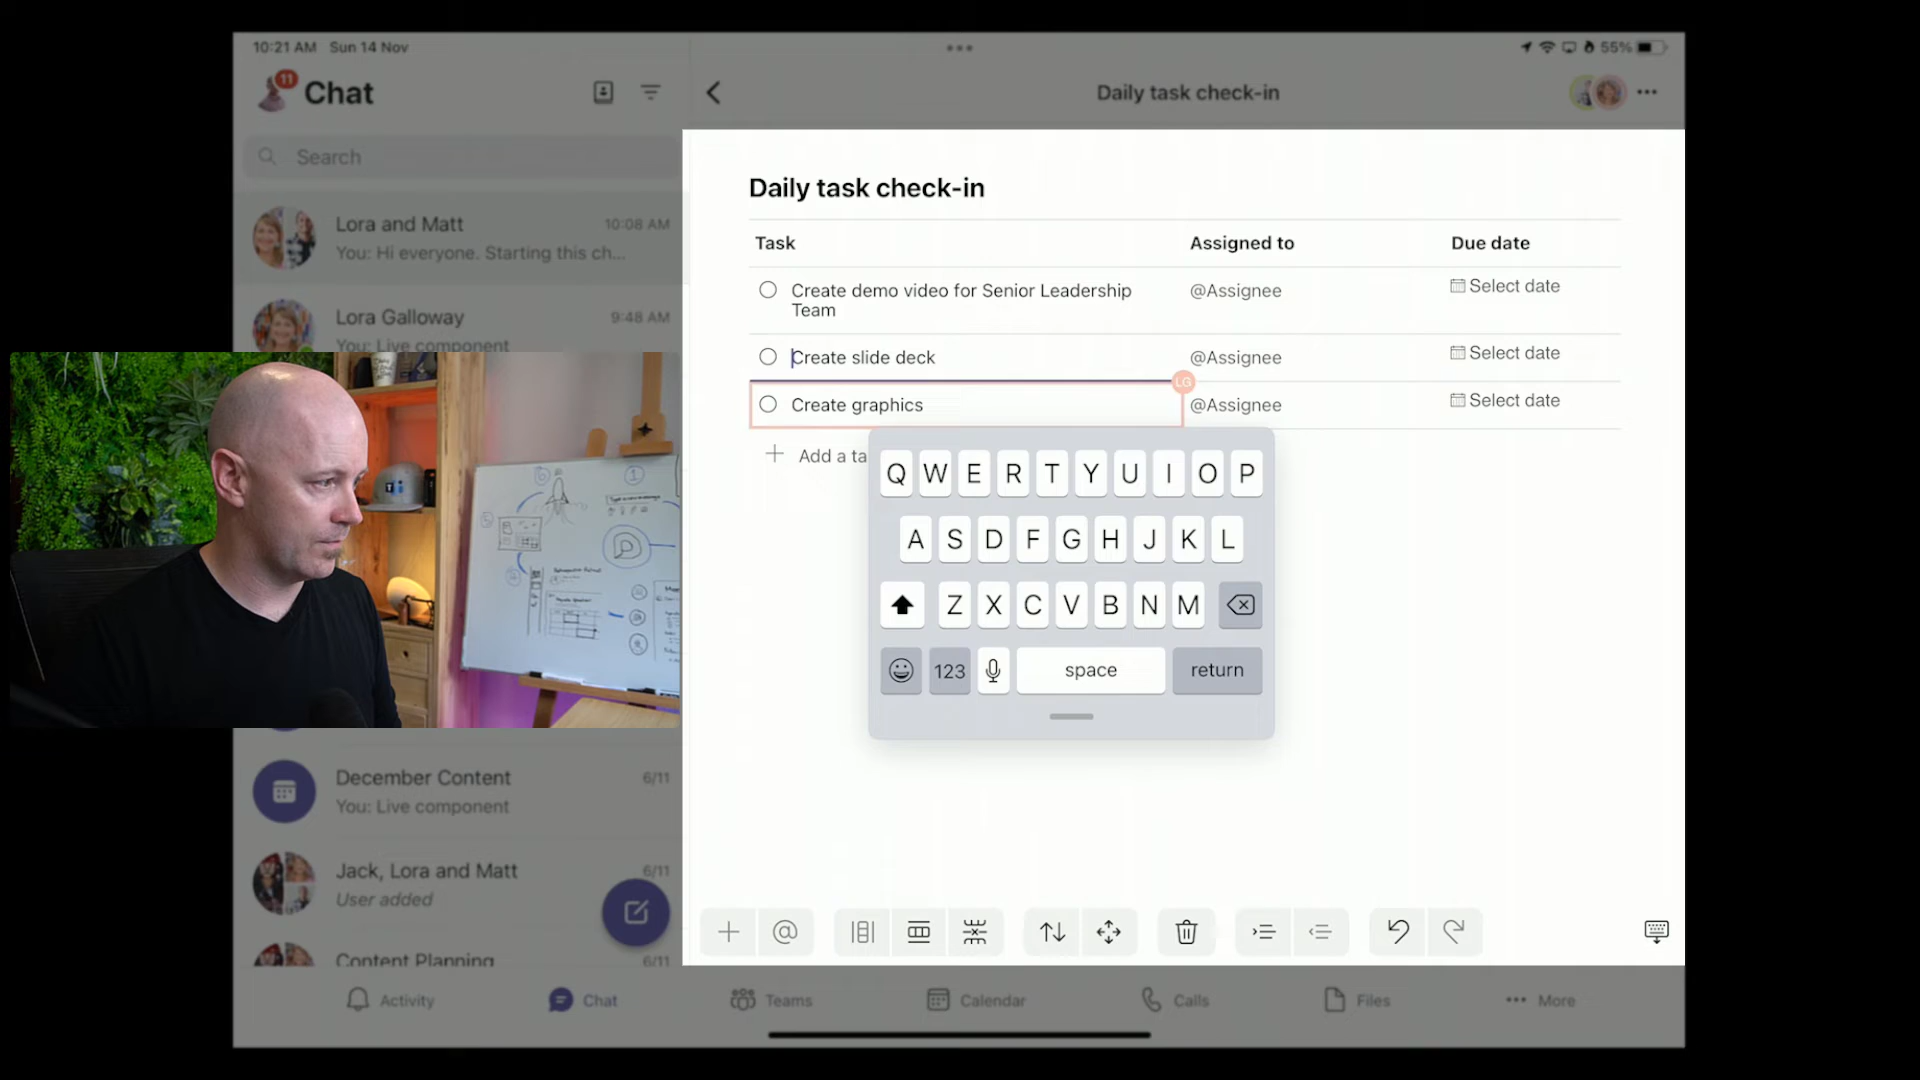 10:21 AM Sun 14 Nov
55%
11
Chat
Search
Lora and Matt
10:08 AM
You: Hi everyone. Starting this ch...
Lora Galloway
9:48 AM
You: Live component
December Content
6/11
You: Live component
Jack, Lora and Matt
6/11
User added
Content Planning
6/11
Daily task check-in
Daily task check-in
Task Assigned to Due date
Create demo video for Senior Leadership
Team
@Assignee
Select date
Create slide deck
@Assignee
Select date
LG
Create graphics
@Assignee
Select date
Add a ta
Q W E R T Y U I O P
A S D F G H J K L
Z X C V B N M
123 space return
Activity Chat Teams Calendar Calls Files More